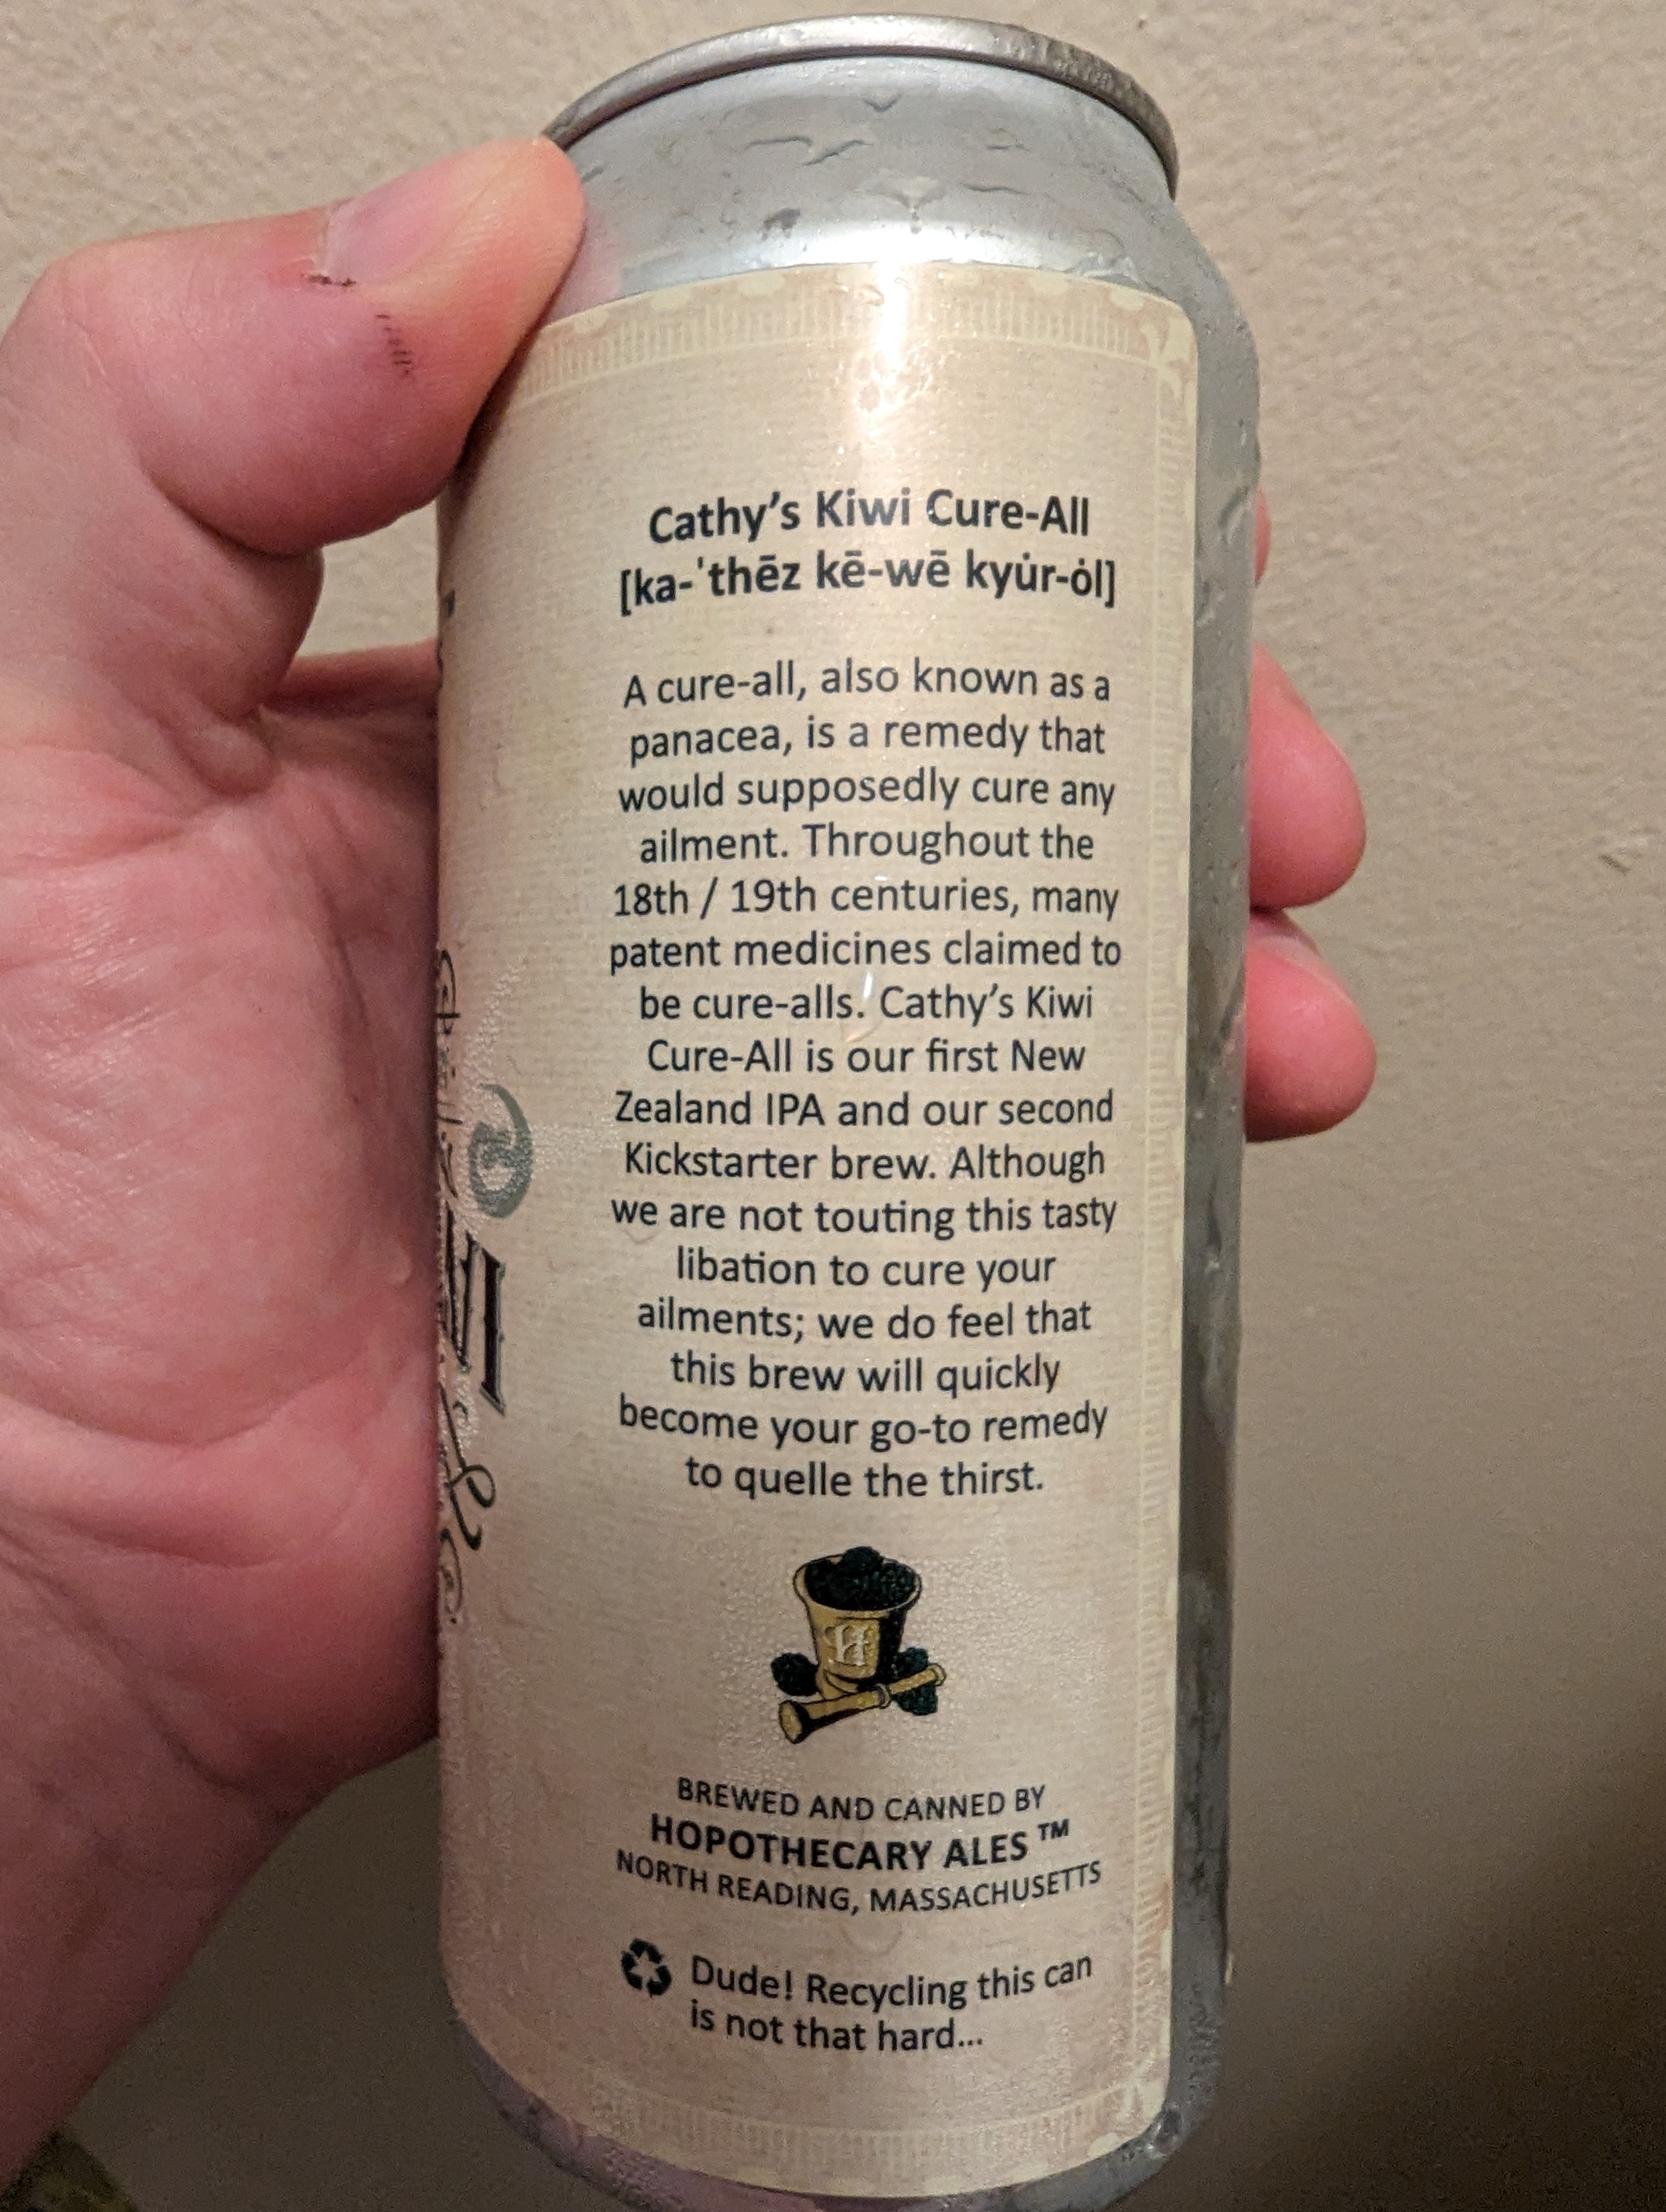 Cathy’s Kiwi Cure-All
[ka-ˈthēz kē-wē kyu̇r-ȯl]
A cure-all, also known as a
panacea, is a remedy that
would supposedly cure any
ailment. Throughout the
18th / 19th centuries, many
patent medicines claimed to
be cure-alls. Cathy’s Kiwi
Cure-All is our first New
Zealand IPA and our second
Kickstarter brew. Although
we are not touting this tasty
libation to cure your
ailments; we do feel that
this brew will quickly
become your go-to remedy
to quelle the thirst.
H
BREWED AND CANNED BY
HOPOTHECARY ALES ™
NORTH READING, MASSACHUSETTS
Dude! Recycling this can
is not that hard...